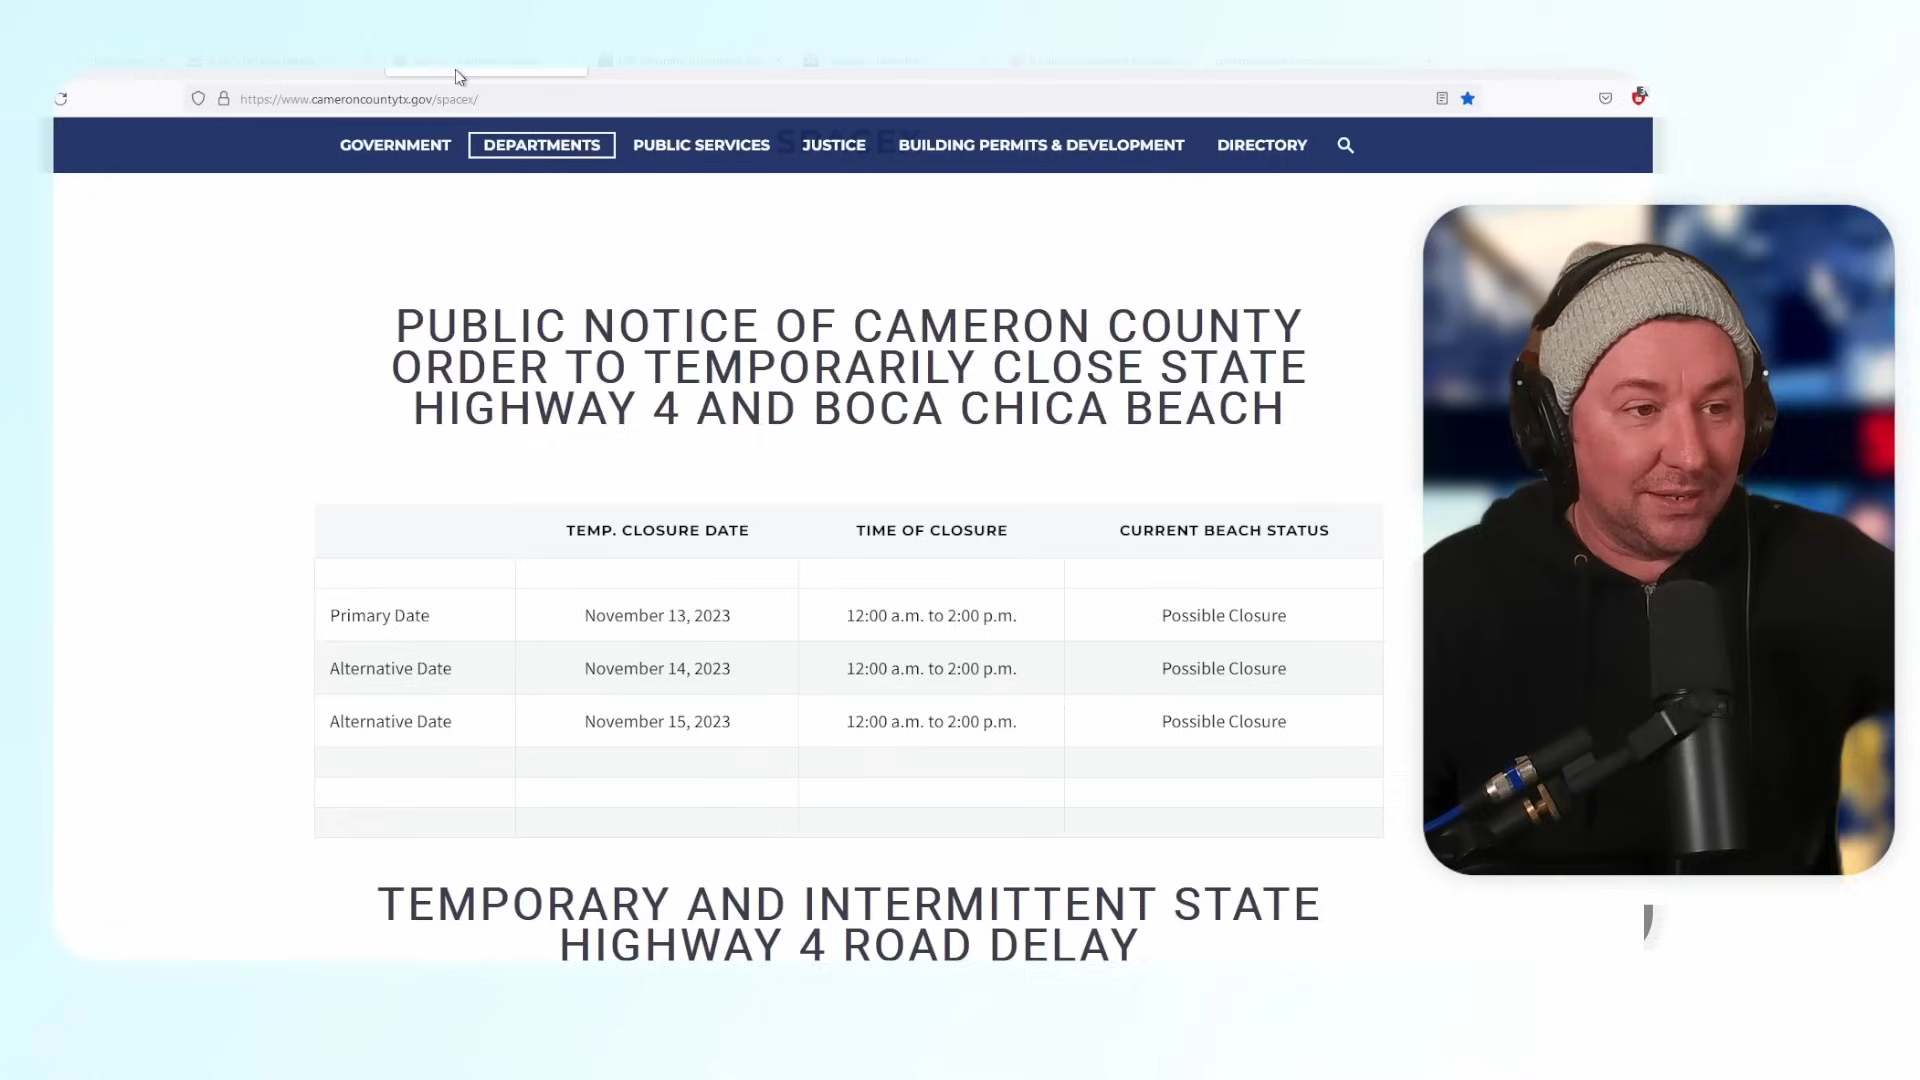 https://www.cameroncountytx.gov/spacex/
GOVERNMENT DEPARTMENTS PUBLIC SERVICES JUSTICE BUILDING PERMITS & DEVELOPMENT DIRECTORY
PUBLIC NOTICE OF CAMERON COUNTY
ORDER TO TEMPORARILY CLOSE STATE
HIGHWAY 4 AND BOCA CHICA BEACH
TEMP. CLOSURE DATE TIME OF CLOSURE CURRENT BEACH STATUS
Primary Date November 13, 2023 12:00 a.m. to 2:00 p.m. Possible Closure
Alternative Date November 14, 2023 12:00 a.m. to 2:00 p.m. Possible Closure
Alternative Date November 15, 2023 12:00 a.m. to 2:00 p.m. Possible Closure
TEMPORARY AND INTERMITTENT STATE
HIGHWAY 4 ROAD DELAY